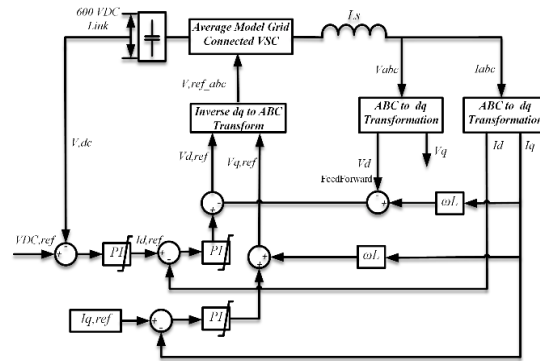 600 VDC
Link
Average Model Grid
Connected VSC
Ls
Vabc
Iabc
V,ref_abc
Inverse dq to ABC
Transform
ABC to dq
Transformation
ABC to dq
Transformation
V,dc
Vd,ref
Vq,ref
Vd
Vq
Id
Iq
FeedForward
ωL
VDC,ref
PI
Id,ref
PI
ωL
Iq,ref
PI